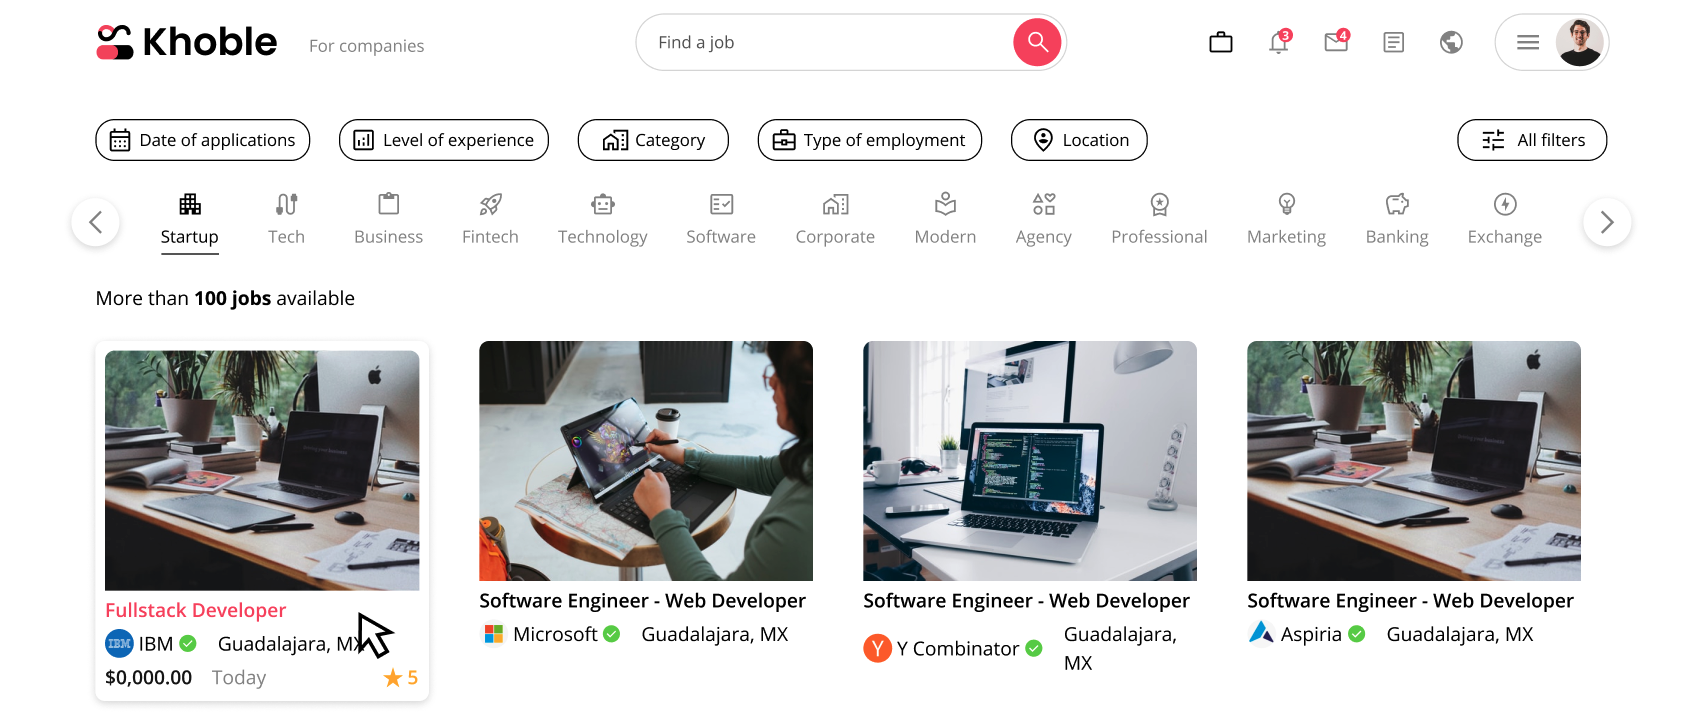 Khoble
For companies
Find a job
3
4
Date of applications
Level of experience
Category
Type of employment
Location
All filters
Startup
Tech
Business
Fintech
Technology
Software
Corporate
Modern
Agency
Professional
Marketing
Banking
Exchange
More than 100 jobs available
Fullstack Developer
IBM
IBM
Guadalajara, MX
$0,000.00
Today
5
Software Engineer - Web Developer
Microsoft
Guadalajara, MX
Software Engineer - Web Developer
Y
Y Combinator
Guadalajara,
MX
Software Engineer - Web Developer
Aspiria
Guadalajara, MX